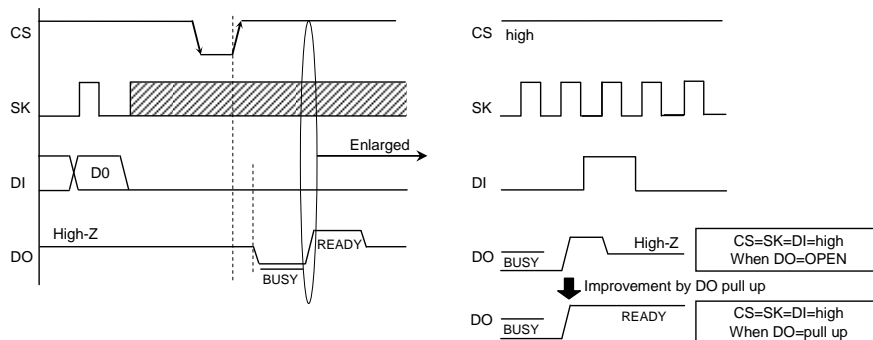 CS
SK
DI
D0
DO
High-Z
BUSY
READY
Enlarged
CS
high
SK
DI
DO
BUSY
High-Z
CS=SK=DI=high
When DO=OPEN
Improvement by DO pull up
DO
BUSY
READY
CS=SK=DI=high
When DO=pull up